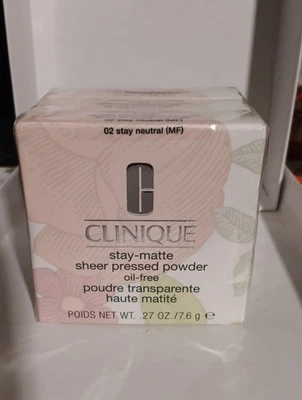 02 stay neutral (MF)
CLINIQUE
stay-matte
sheer pressed powder
oil-free
poudre transparente
haute matité
POIDS NET WT. .27 OZ./7.6 g ℮